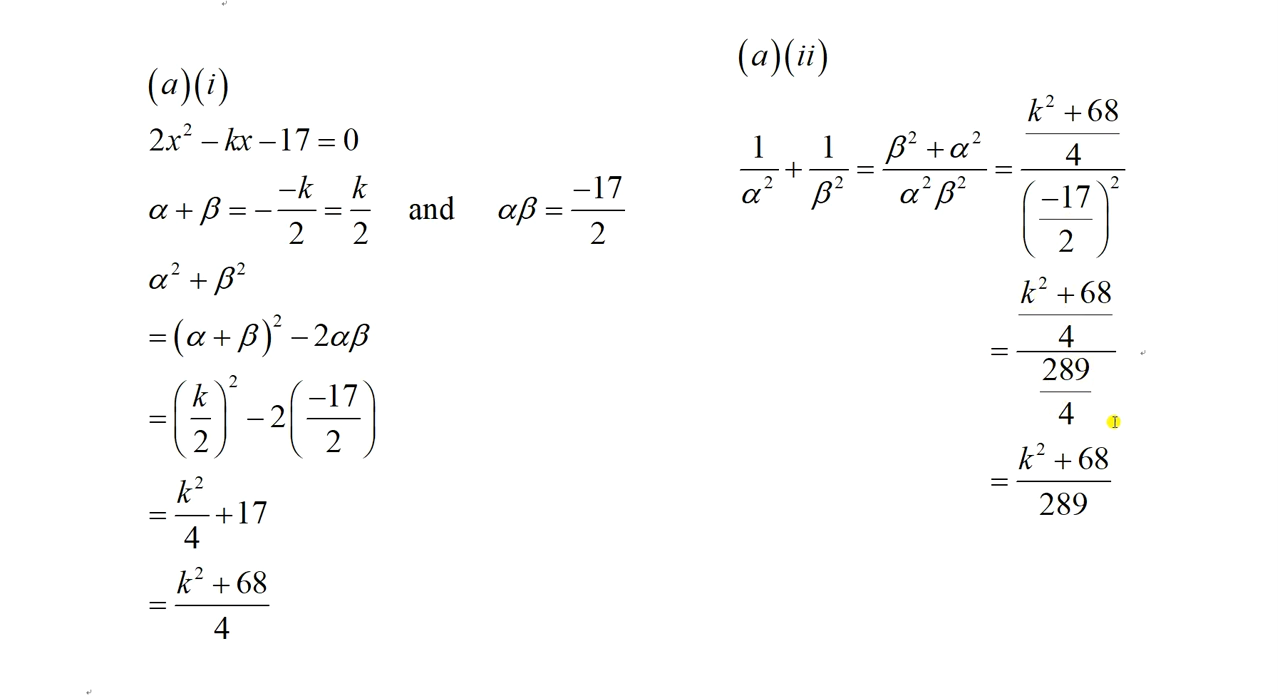 (a)(i)
2x² − kx − 17 = 0
α + β = − −k/2 = k/2 and αβ = −17/2
α² + β²
= (α + β)² − 2αβ
= (k/2)² − 2(−17/2)
= k²/4 + 17
= (k² + 68)/4
(a)(ii)
1/α² + 1/β² = (β² + α²)/(α²β²) = ((k² + 68)/4)/(−17/2)²
= ((k² + 68)/4)/(289/4)
= (k² + 68)/289